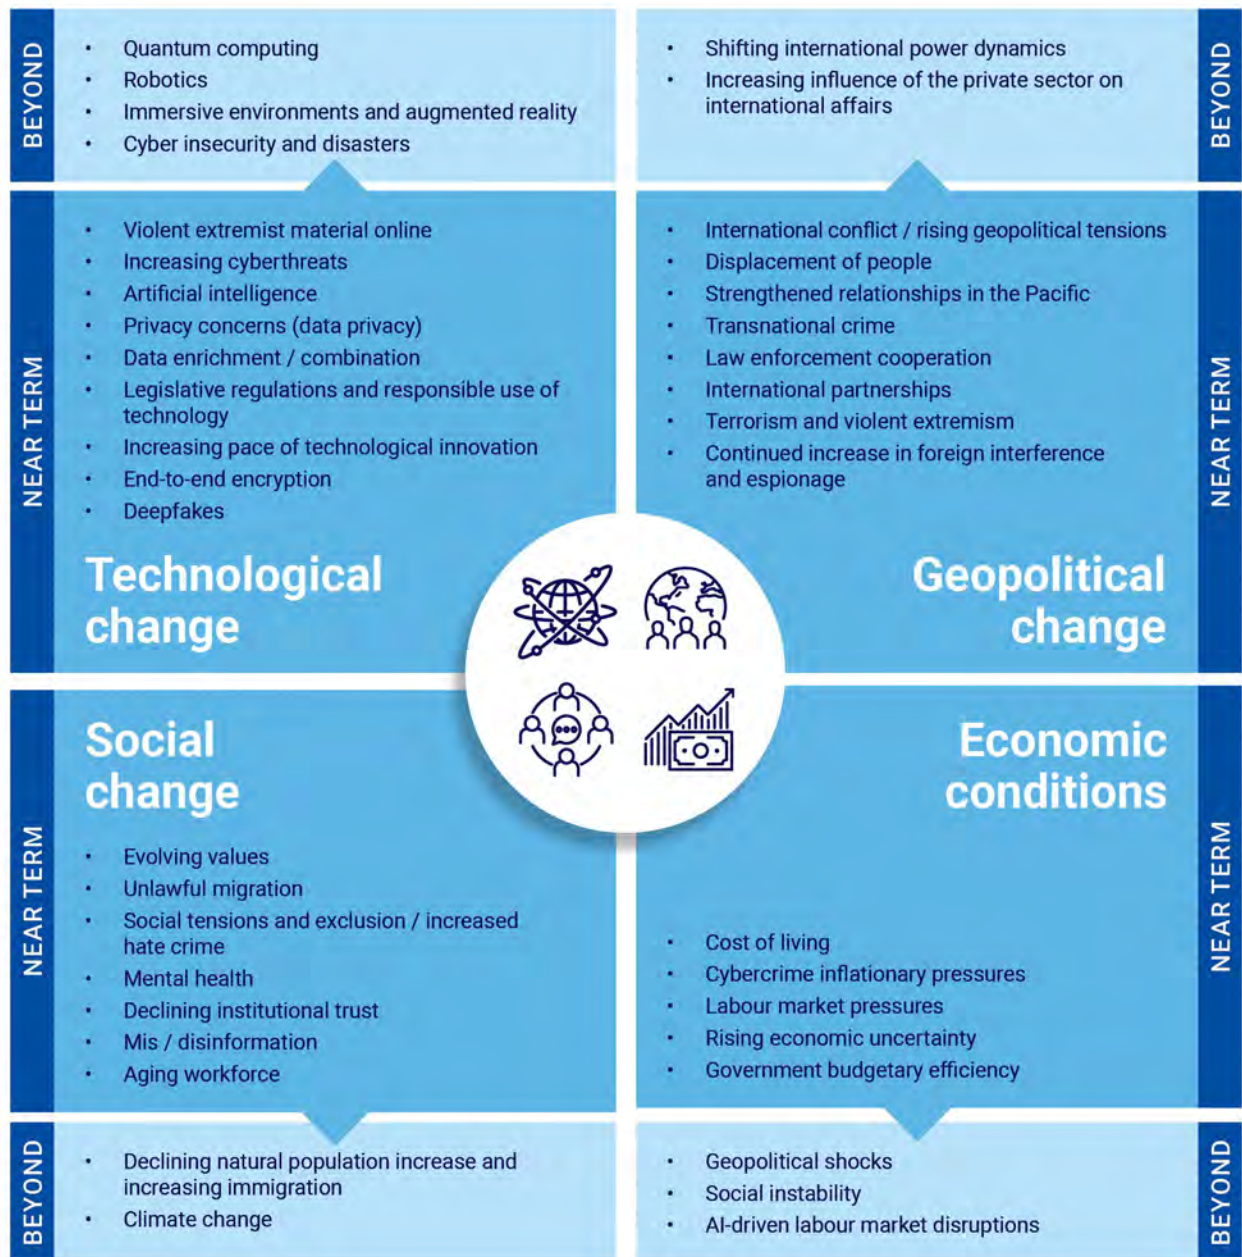 BEYOND
• Quantum computing
• Robotics
• Immersive environments and augmented reality
• Cyber insecurity and disasters
• Shifting international power dynamics
• Increasing influence of the private sector on
international affairs
BEYOND
NEAR TERM
• Violent extremist material online
• Increasing cyberthreats
• Artificial intelligence
• Privacy concerns (data privacy)
• Data enrichment / combination
• Legislative regulations and responsible use of
technology
• Increasing pace of technological innovation
• End-to-end encryption
• Deepfakes
Technological
change
• International conflict / rising geopolitical tensions
• Displacement of people
• Strengthened relationships in the Pacific
• Transnational crime
• Law enforcement cooperation
• International partnerships
• Terrorism and violent extremism
• Continued increase in foreign interference
and espionage
Geopolitical
change
NEAR TERM
NEAR TERM
Social
change
• Evolving values
• Unlawful migration
• Social tensions and exclusion / increased
hate crime
• Mental health
• Declining institutional trust
• Mis / disinformation
• Aging workforce
Economic
conditions
• Cost of living
• Cybercrime inflationary pressures
• Labour market pressures
• Rising economic uncertainty
• Government budgetary efficiency
NEAR TERM
BEYOND
• Declining natural population increase and
increasing immigration
• Climate change
• Geopolitical shocks
• Social instability
• AI-driven labour market disruptions
BEYOND